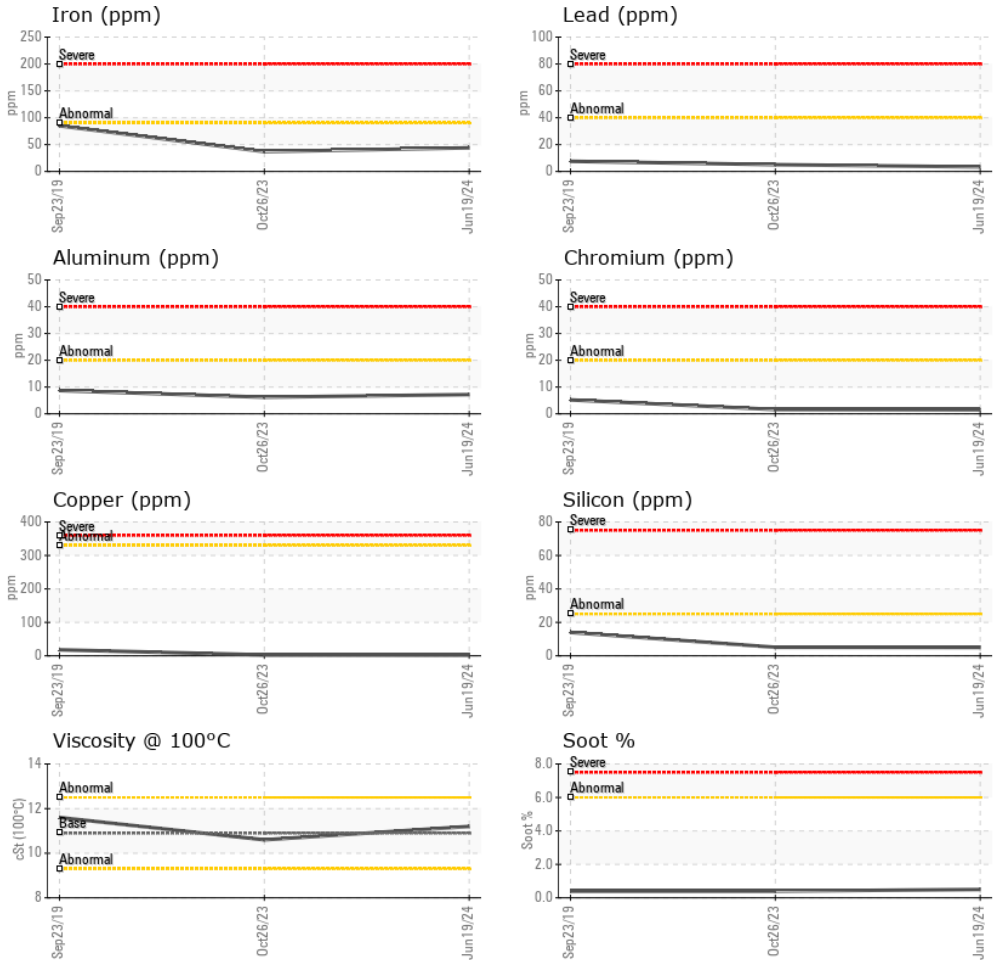 Iron (ppm)
250
200
150
100
50
0
ppm
Severe
Abnormal
Sep23/19
Oct26/23
Jun19/24
Lead (ppm)
100
80
60
40
20
0
ppm
Severe
Abnormal
Sep23/19
Oct26/23
Jun19/24
Aluminum (ppm)
50
40
30
20
10
0
ppm
Severe
Abnormal
Sep23/19
Oct26/23
Jun19/24
Chromium (ppm)
50
40
30
20
10
0
ppm
Severe
Abnormal
Sep23/19
Oct26/23
Jun19/24
Copper (ppm)
400
300
200
100
0
ppm
Severe
Abnormal
Sep23/19
Oct26/23
Jun19/24
Silicon (ppm)
80
60
40
20
0
ppm
Severe
Abnormal
Sep23/19
Oct26/23
Jun19/24
Viscosity @ 100°C
14
12
10
8
cSt (100°C)
Abnormal
Base
Abnormal
Sep23/19
Oct26/23
Jun19/24
Soot %
8.0
6.0
4.0
2.0
0.0
Soot %
Severe
Abnormal
Sep23/19
Oct26/23
Jun19/24